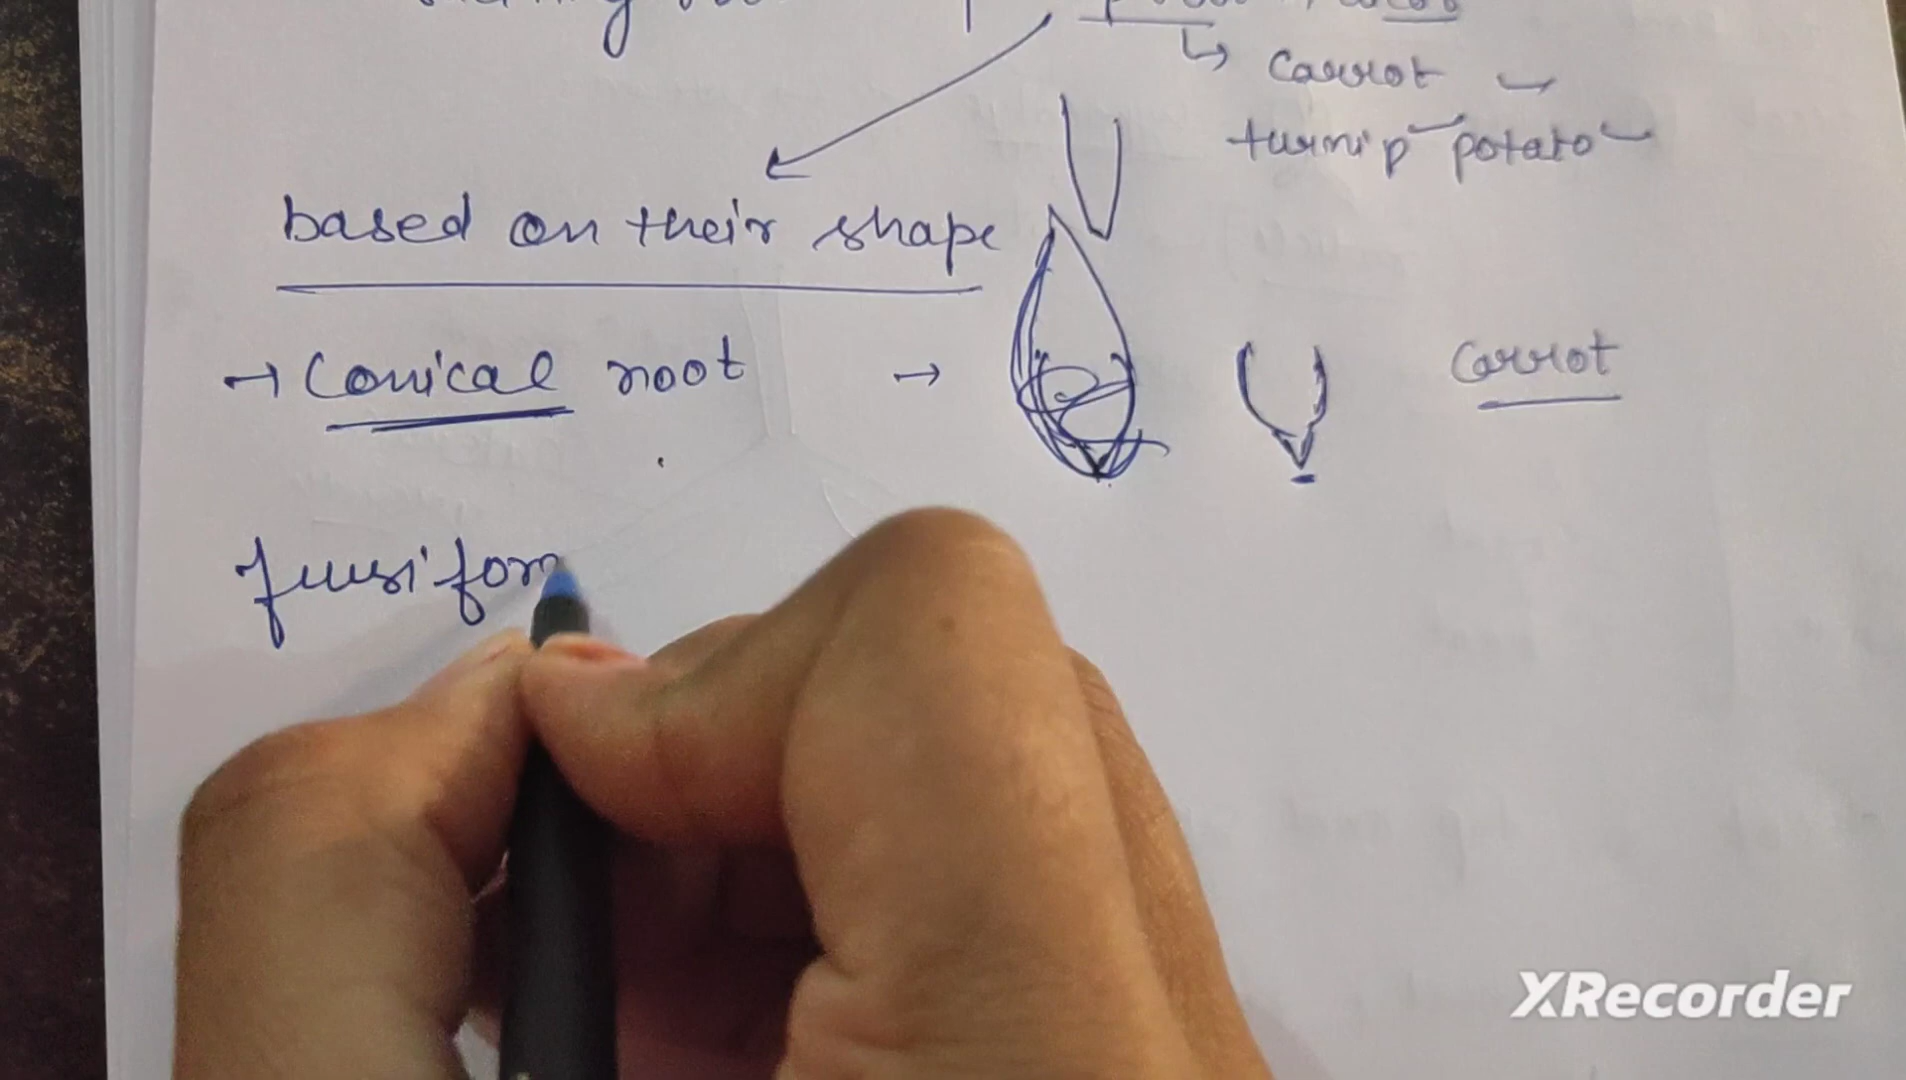 Carrot
turnip potato
based on their shape
→ Conical root → Carrot
fusiform
XRecorder